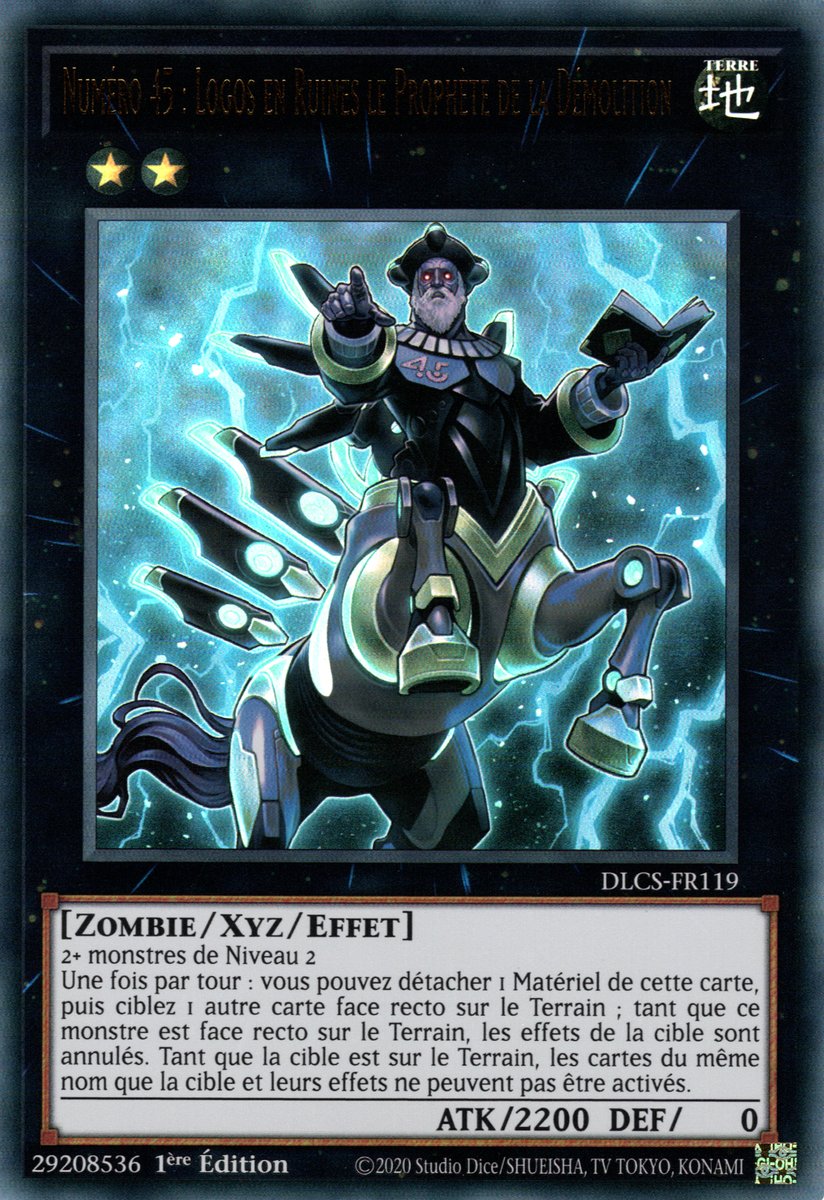 Numéro 45 : Logos en Ruines le Prophète de la Démolition
TERRE
地
45
DLCS-FR119
[Zombie/Xyz/Effet]
2+ monstres de Niveau 2
Une fois par tour : vous pouvez détacher 1 Matériel de cette carte,
puis ciblez 1 autre carte face recto sur le Terrain ; tant que ce
monstre est face recto sur le Terrain, les effets de la cible sont
annulés. Tant que la cible est sur le Terrain, les cartes du même
nom que la cible et leurs effets ne peuvent pas être activés.
ATK/2200 DEF/ 0
29208536 1ère Édition
©2020 Studio Dice/SHUEISHA, TV TOKYO, KONAMI